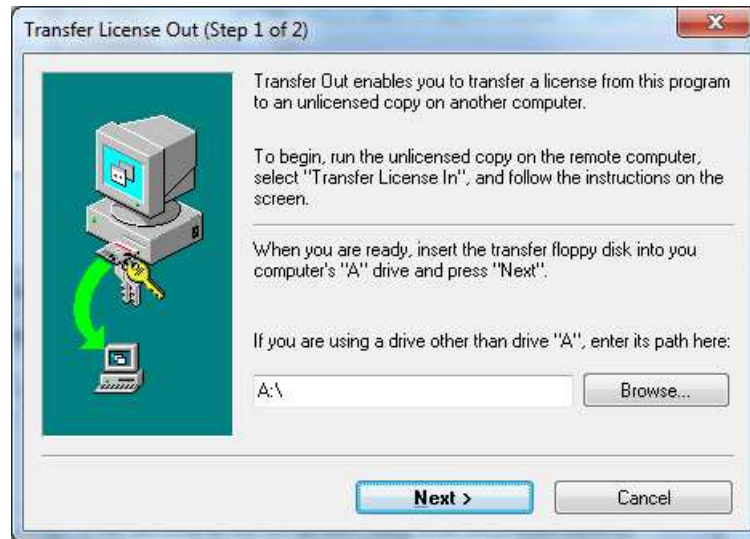 Transfer License Out (Step 1 of 2)
Transfer Out enables you to transfer a license from this program
to an unlicensed copy on another computer.
To begin, run the unlicensed copy on the remote computer,
select "Transfer License In", and follow the instructions on the
screen.
When you are ready, insert the transfer floppy disk into you
computer's "A" drive and press "Next".
If you are using a drive other than drive "A", enter its path here:
A:\
Browse...
Next >
Cancel